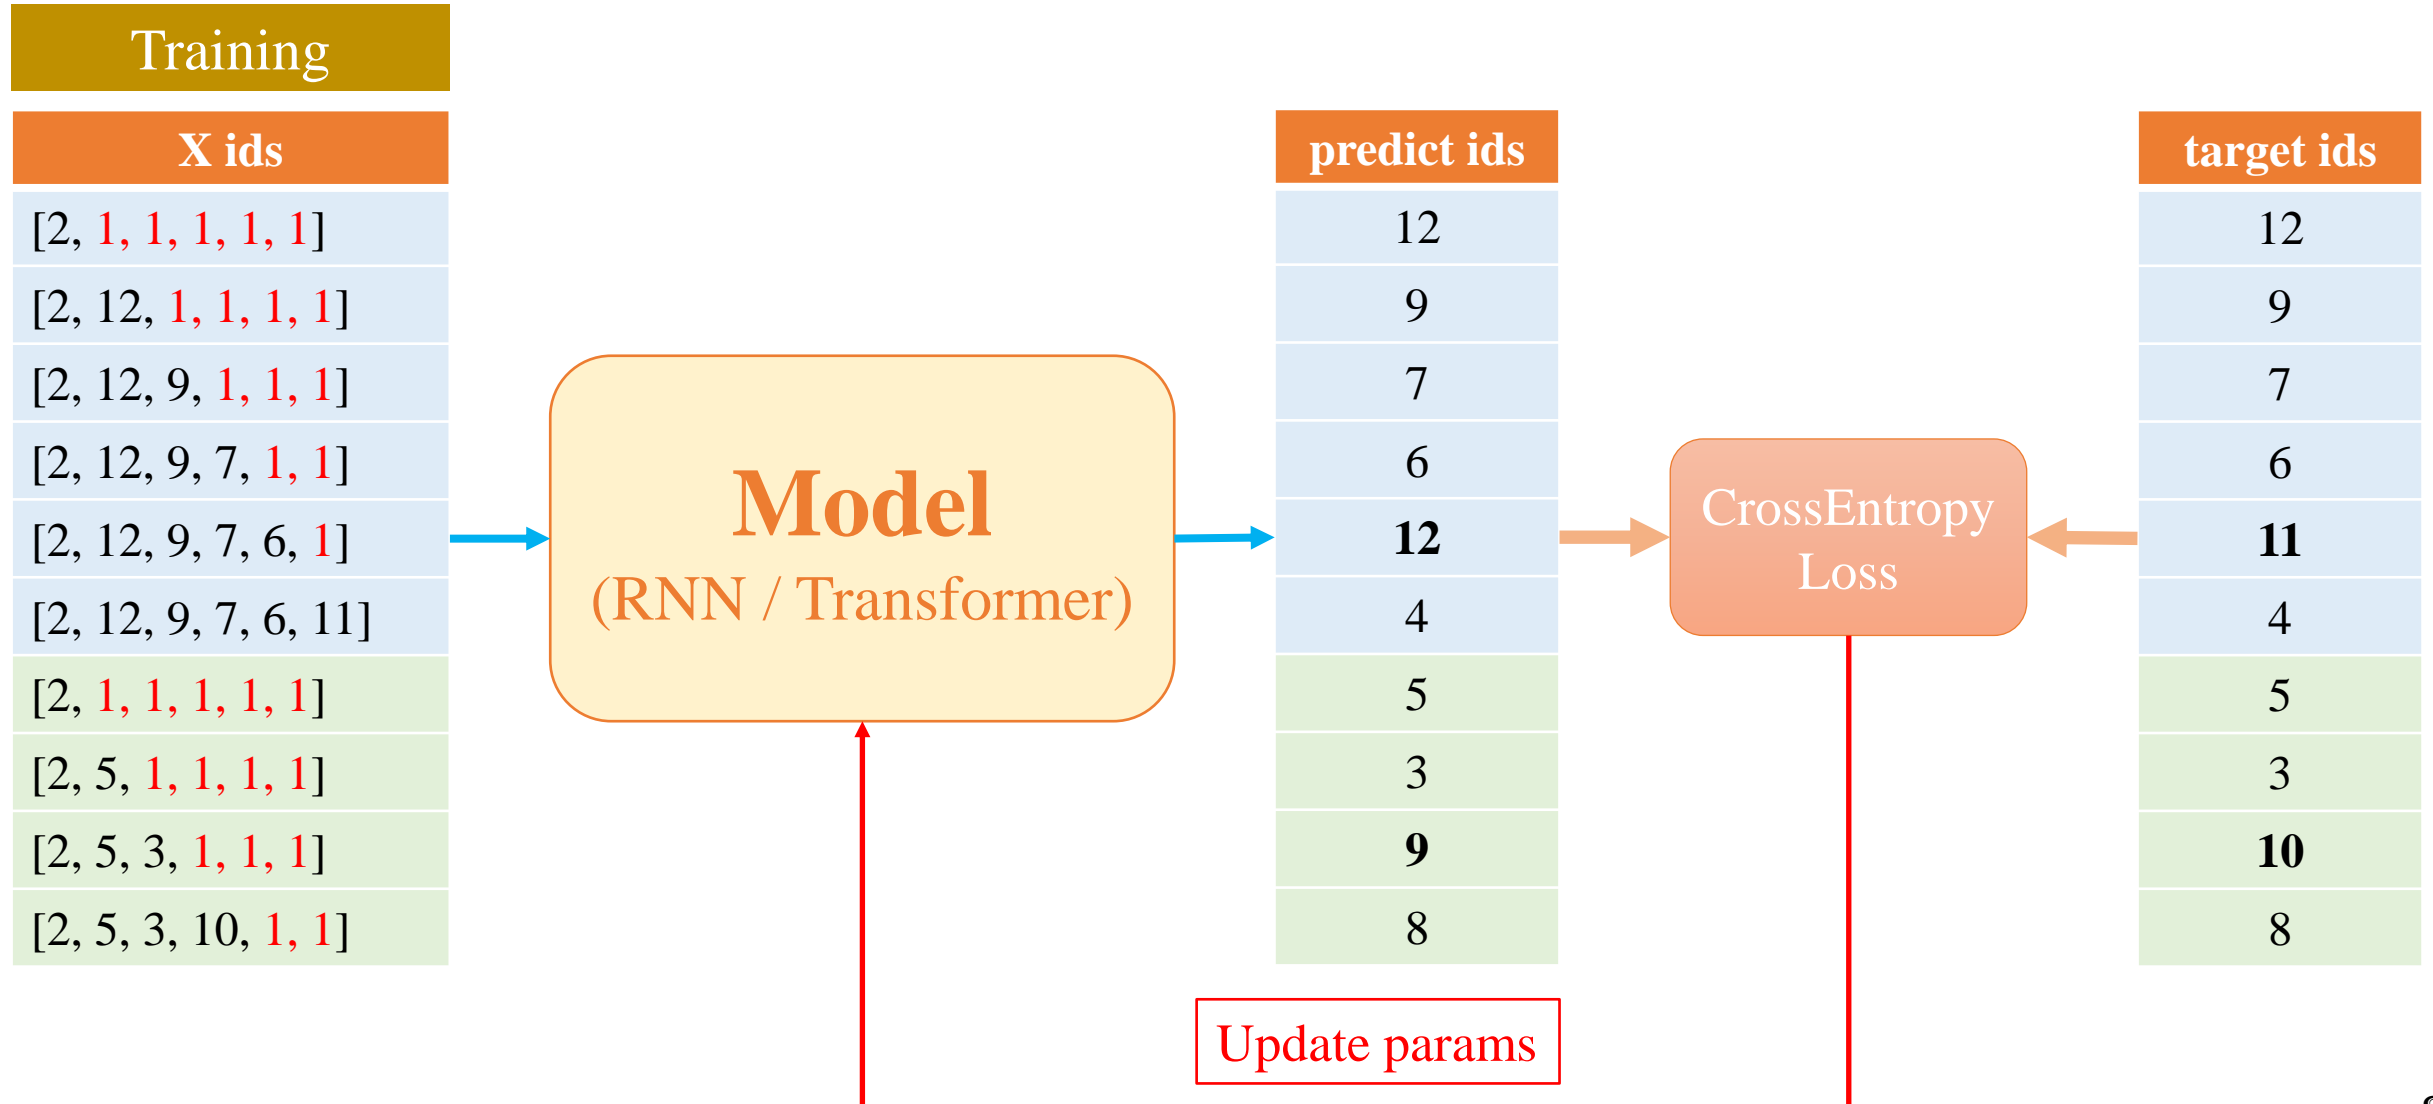 Training
X ids
[2, 1, 1, 1, 1, 1]
[2, 12, 1, 1, 1, 1]
[2, 12, 9, 1, 1, 1]
[2, 12, 9, 7, 1, 1]
[2, 12, 9, 7, 6, 1]
[2, 12, 9, 7, 6, 11]
[2, 1, 1, 1, 1, 1]
[2, 5, 1, 1, 1, 1]
[2, 5, 3, 1, 1, 1]
[2, 5, 3, 10, 1, 1]
Model
(RNN / Transformer)
predict ids
12
9
7
6
12
4
5
3
9
8
Update params
CrossEntropy
Loss
target ids
12
9
7
6
11
4
5
3
10
8